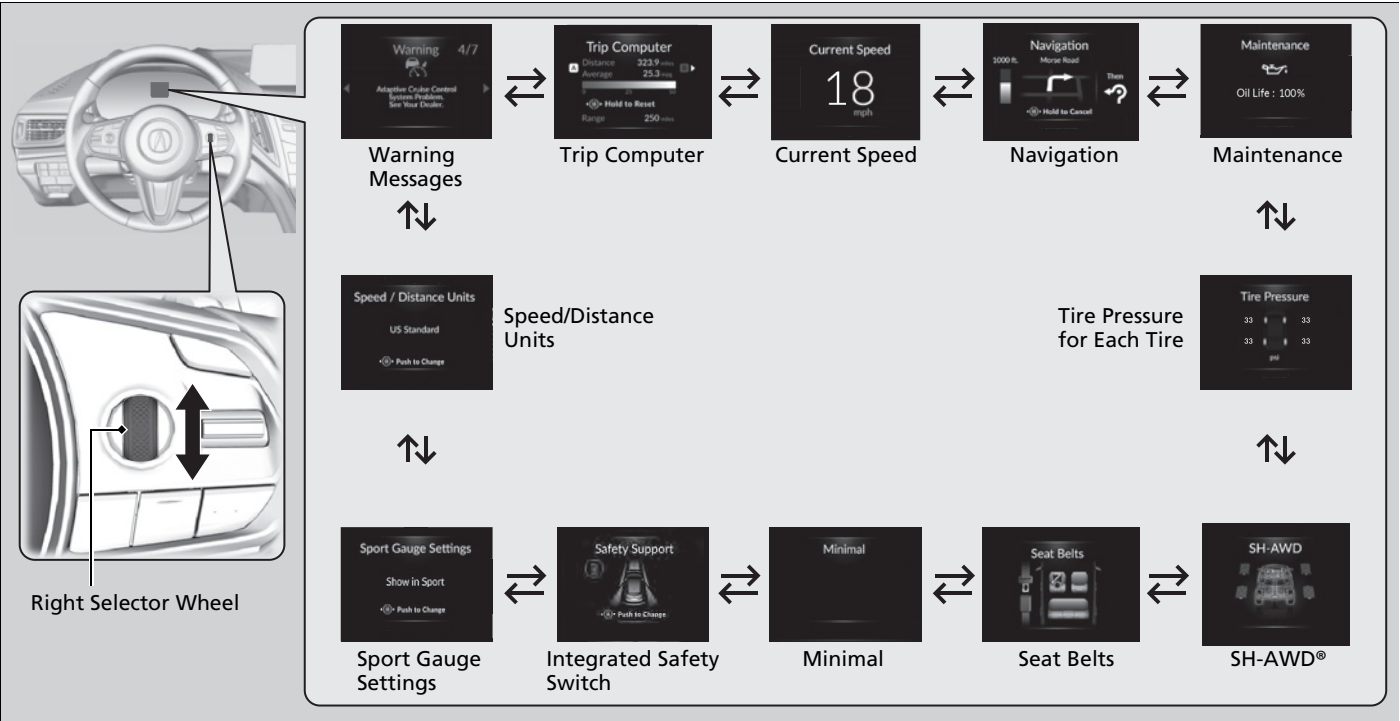 Warning 4/7
Adaptive Cruise Control
System Problem.
See Your Dealer.
Warning
Messages
Trip Computer
A Distance 323.9 miles
Average 25.3 mpg
0 25 50
H Hold to Reset
Range 250 miles
Trip Computer
Current Speed
18
mph
Current Speed
Navigation
1000 ft. Morse Road
Then
H Hold to Cancel
Navigation
Maintenance
Oil Life : 100%
Maintenance
Speed / Distance Units
US Standard
H Push to Change
Speed/Distance
Units
Tire Pressure
for Each Tire
Tire Pressure
33 33
33 33
psi
Right Selector Wheel
Sport Gauge Settings
Show in Sport
H Push to Change
Sport Gauge
Settings
Safety Support
H Push to Change
Integrated Safety
Switch
Minimal
Minimal
Seat Belts
Seat Belts
SH-AWD
SH-AWD®